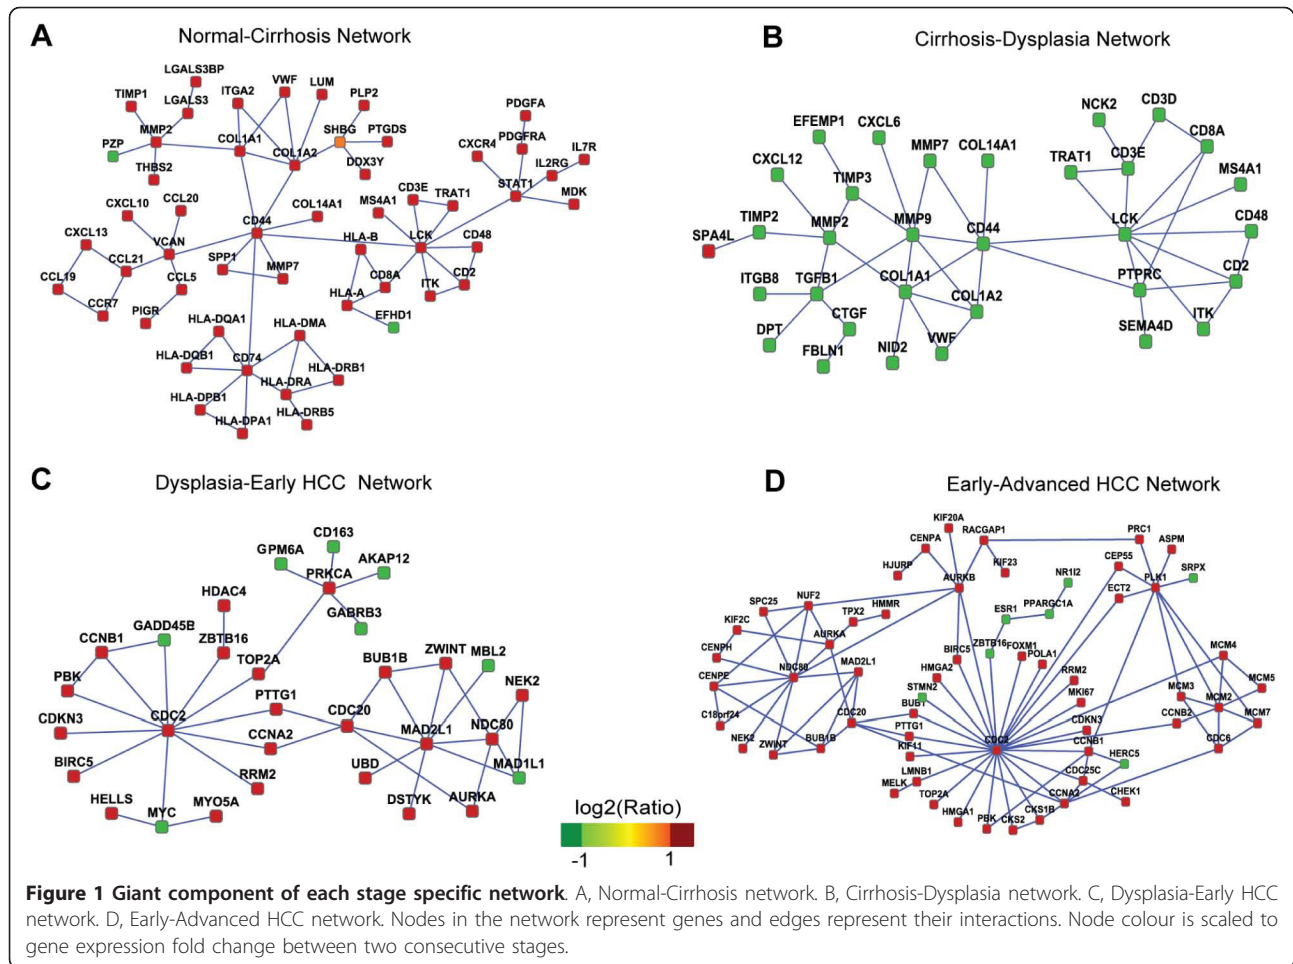 A
Normal-Cirrhosis Network
LGALS3BP
TIMP1
LGALS3
MMP2
PZP
THBS2
ITGA2
VWF
LUM
PLP2
SHBG
PTGDS
COL1A1
COL1A2
DDX3Y
PDGFA
CXCR4
PDGFRA
IL7R
IL2RG
STAT1
MDK
CD3E
TRAT1
MS4A1
CCL20
CXCL10
COL14A1
CD44
CXCL13
VCAN
HLA-B
LCK
CD48
CCL21
SPP1
MMP7
CD8A
CD2
CCL19
CCL5
HLA-A
ITK
CCR7
PIGR
EFHD1
HLA-DQA1
HLA-DMA
HLA-DQB1
CD74
HLA-DRB1
HLA-DRA
HLA-DPB1
HLA-DRB5
HLA-DPA1
B
Cirrhosis-Dysplasia Network
NCK2
CD3D
EFEMP1
CXCL6
CD8A
MMP7
COL14A1
TRAT1
CD3E
CXCL12
MS4A1
TIMP3
TIMP2
MMP2
MMP9
CD44
LCK
CD48
SPA4L
ITGB8
TGFB1
COL1A1
PTPRC
CD2
COL1A2
DPT
CTGF
SEMA4D
ITK
FBLN1
NID2
VWF
C
Dysplasia-Early HCC Network
CD163
GPM6A
AKAP12
PRKCA
HDAC4
GABRB3
GADD45B
CCNB1
ZBTB16
ZWINT
MBL2
PBK
TOP2A
BUB1B
NEK2
PTTG1
CDKN3
CDC2
CDC20
NDC80
CCNA2
MAD2L1
BIRC5
UBD
MAD1L1
RRM2
HELLS
MYC
MYO5A
DSTYK
AURKA
D
Early-Advanced HCC Network
KIF20A
RACGAP1
PRC1
CENPA
ASPM
HJURP
KIF23
CEP55
AURKB
NR1I2
PLK1
SRPX
SPC25
NUF2
HMMR
ECT2
TPX2
ESR1
PPARGC1A
KIF2C
AURKA
CENPH
ZBTB16
FOXM1
MCM4
NDC80
MAD2L1
BIRC5
POLA1
CENPE
HMGA2
RRM2
MCM5
STMN2
MKI67
MCM3
MCM2
C18orf24
CDC20
BUB1
CDKN3
CCNB2
MCM7
PTTG1
NEK2
ZWINT
BUB1B
KIF11
CDC2
CCNB1
CDC6
HERC5
MELK
LMNB1
CDC25C
TOP2A
CCNA2
CHEK1
HMGA1
PBK
CKS2
CKS1B
log2(Ratio)
-1
1
Figure 1 Giant component of each stage specific network. A, Normal-Cirrhosis network. B, Cirrhosis-Dysplasia network. C, Dysplasia-Early HCC
network. D, Early-Advanced HCC network. Nodes in the network represent genes and edges represent their interactions. Node colour is scaled to
gene expression fold change between two consecutive stages.